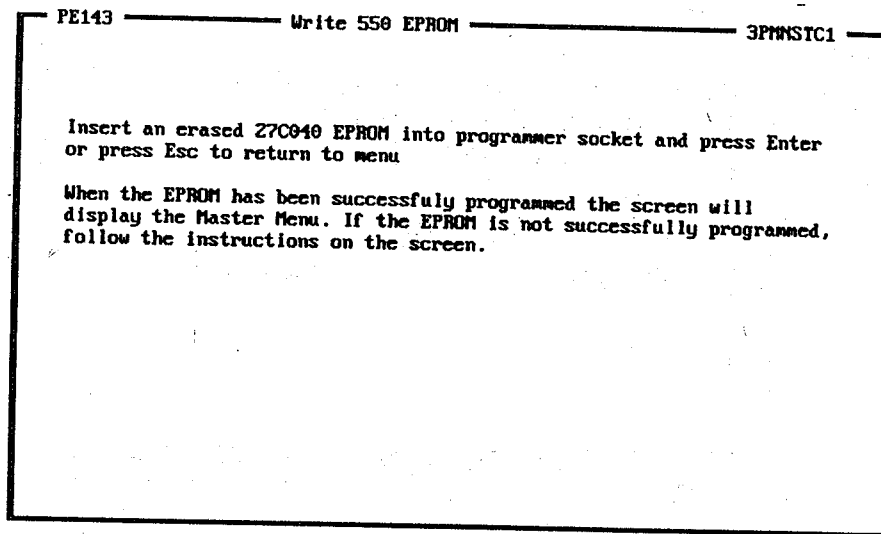 PE143 Write 550 EPROM 3PMNSTC1
Insert an erased 27C040 EPROM into programmer socket and press Enter
or press Esc to return to menu
When the EPROM has been successfuly programmed the screen will
display the Master Menu. If the EPROM is not successfully programmed,
follow the instructions on the screen.